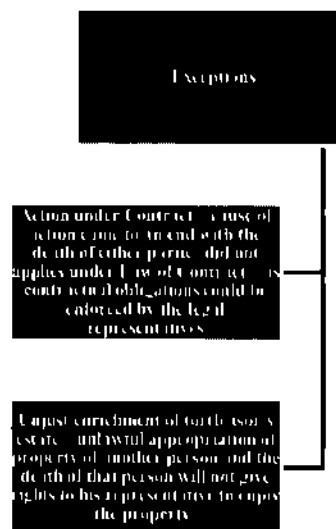 Exceptions
Action under Contract - cause of
action come to an end with the
death of either parties did not
applies under Law of Contract as
contractual obligations could be
enforced by the legal
representatives
Unjust enrichment of tortfeasor's
estate unlawful appropriation of
property of another person and the
death of that person will not give
rights to his representative to enjoy
the property